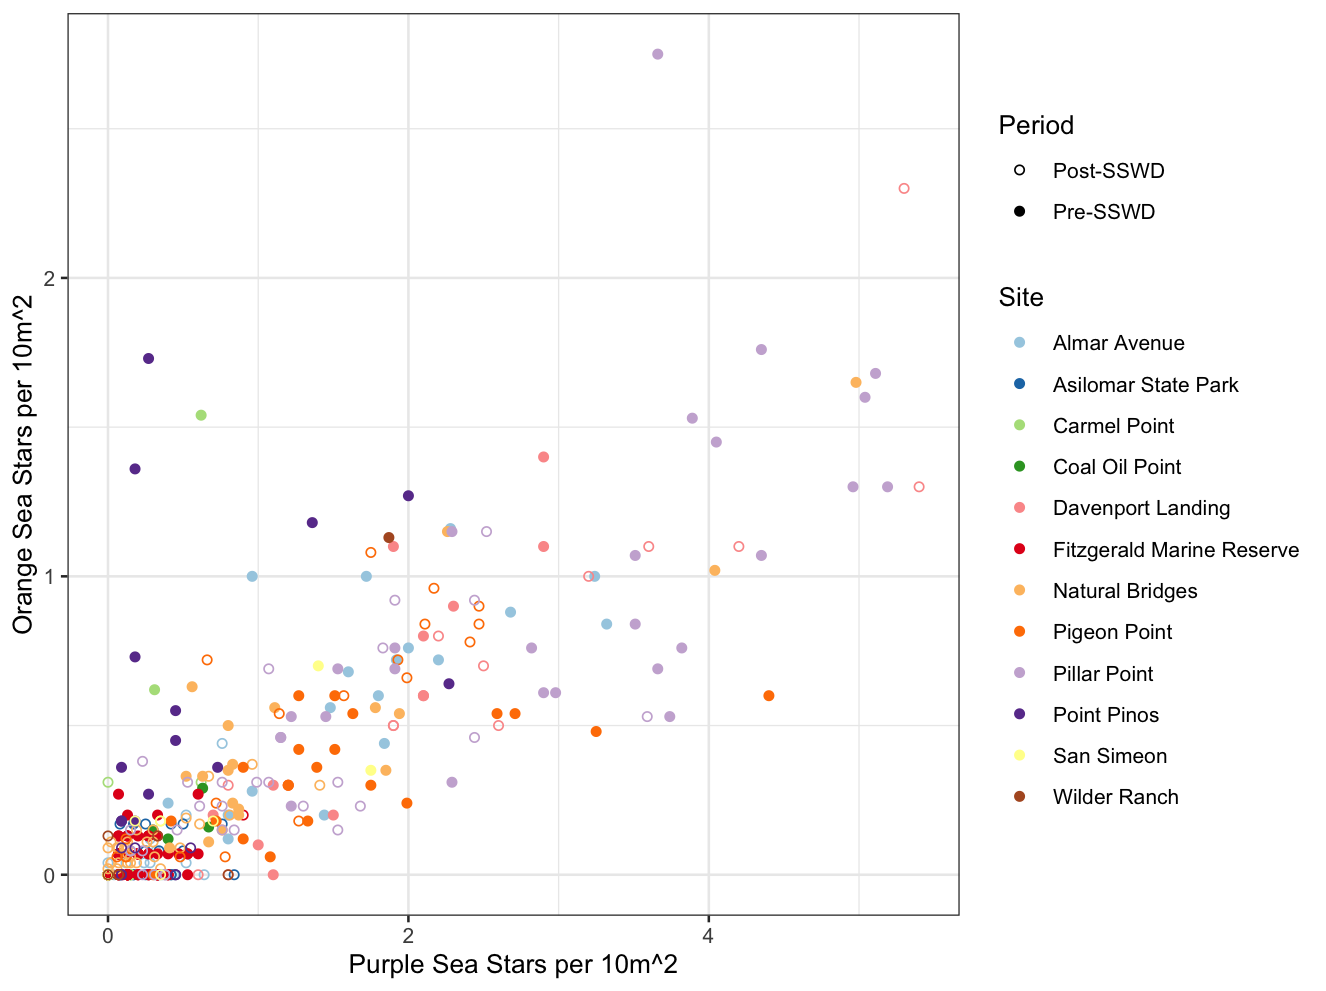 Orange Sea Stars per 10m^2
2
1
0
0
2
4
Purple Sea Stars per 10m^2
Period
Post-SSWD
Pre-SSWD
Site
Almar Avenue
Asilomar State Park
Carmel Point
Coal Oil Point
Davenport Landing
Fitzgerald Marine Reserve
Natural Bridges
Pigeon Point
Pillar Point
Point Pinos
San Simeon
Wilder Ranch